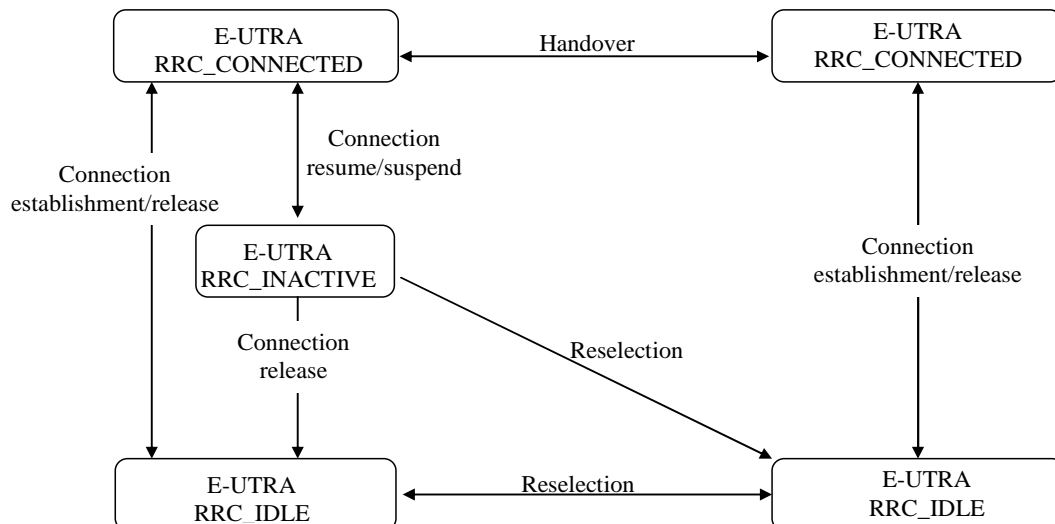 E-UTRA
RRC_CONNECTED
Handover
E-UTRA
RRC_CONNECTED
Connection
resume/suspend
Connection
establishment/release
E-UTRA
RRC_INACTIVE
Connection
establishment/release
Connection
release
Reselection
E-UTRA
RRC_IDLE
Reselection
E-UTRA
RRC_IDLE